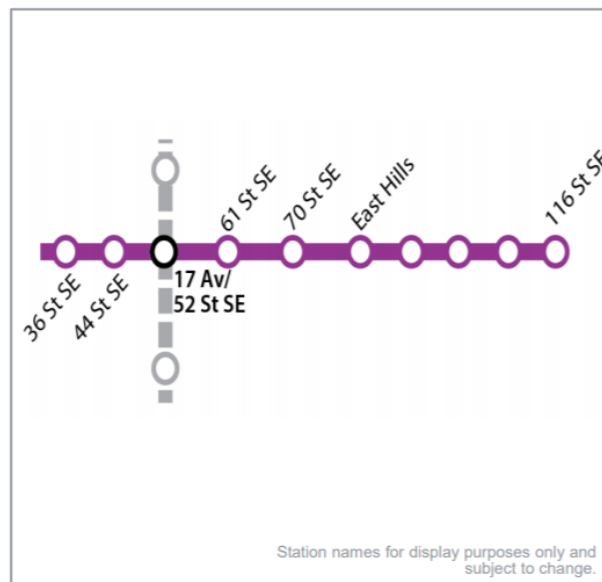 61 St SE
70 St SE
East Hills
116 St SE
36 St SE
44 St SE
17 Av/
52 St SE
Station names for display purposes only and
subject to change.